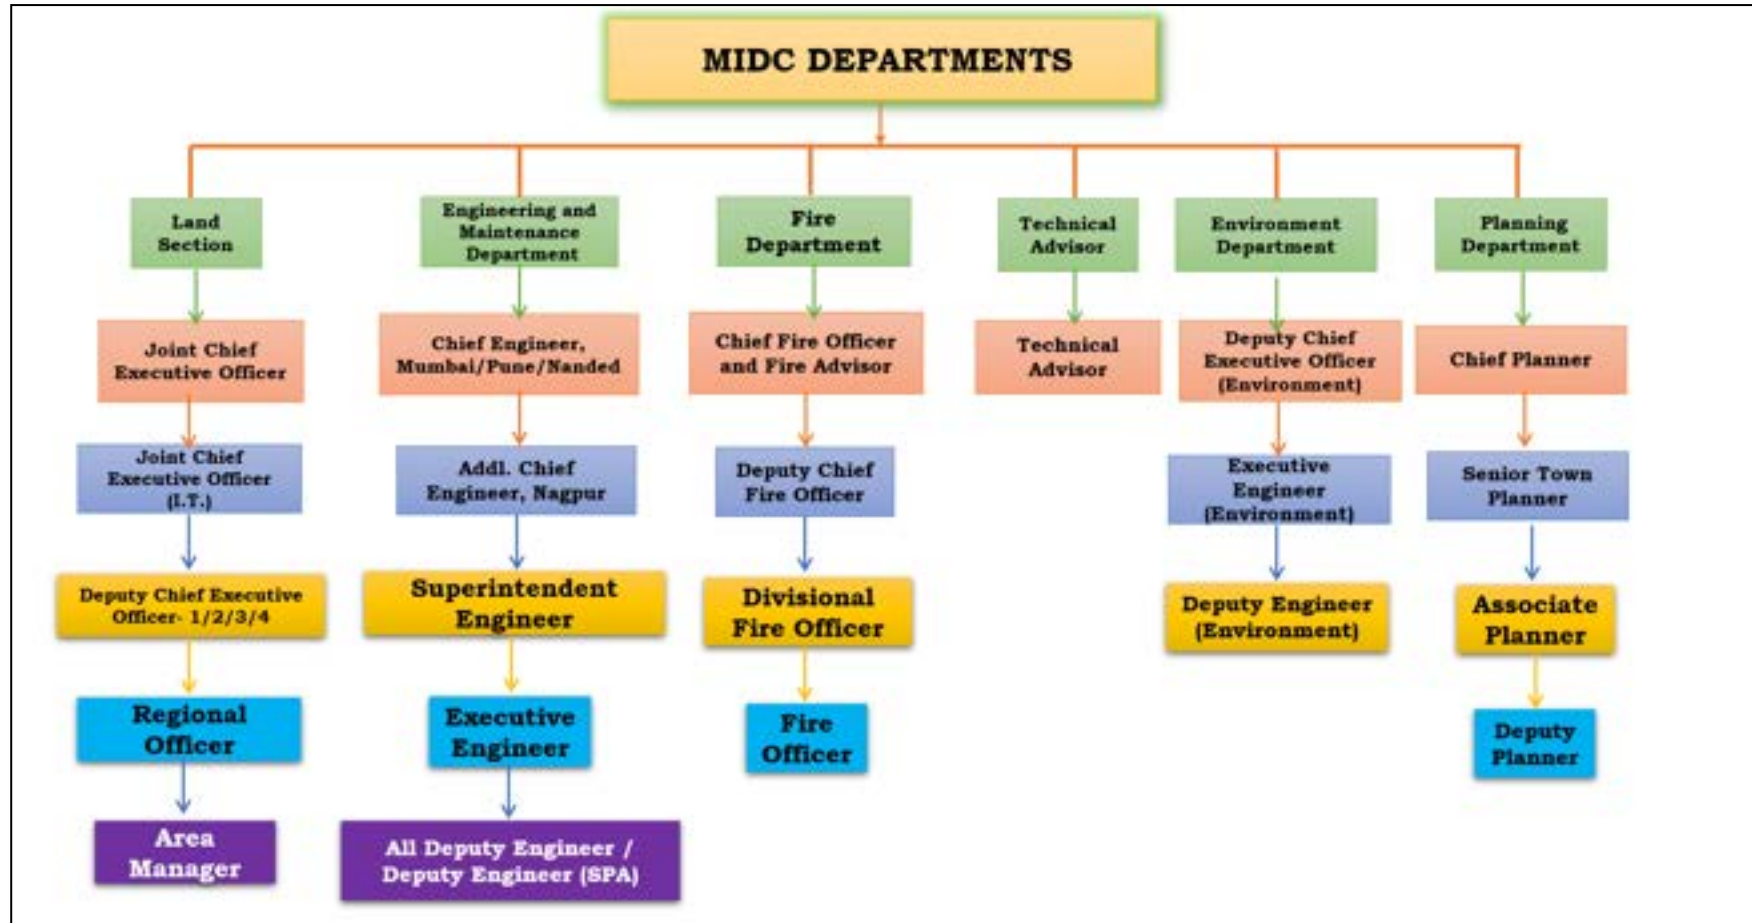 MIDC DEPARTMENTS
Land
Section
Engineering and
Maintenance
Department
Fire
Department
Technical
Advisor
Environment
Department
Planning
Department
Joint Chief
Executive Officer
Chief Engineer,
Mumbai/Pune/Nanded
Chief Fire Officer
and Fire Advisor
Technical
Advisor
Deputy Chief
Executive Officer
(Environment)
Chief Planner
Joint Chief
Executive Officer
(I.T.)
Addl. Chief
Engineer, Nagpur
Deputy Chief
Fire Officer
Executive
Engineer
(Environment)
Senior Town
Planner
Deputy Chief Executive
Officer- 1/2/3/4
Superintendent
Engineer
Divisional
Fire Officer
Deputy Engineer
(Environment)
Associate
Planner
Regional
Officer
Executive
Engineer
Fire
Officer
Deputy
Planner
Area
Manager
All Deputy Engineer /
Deputy Engineer (SPA)